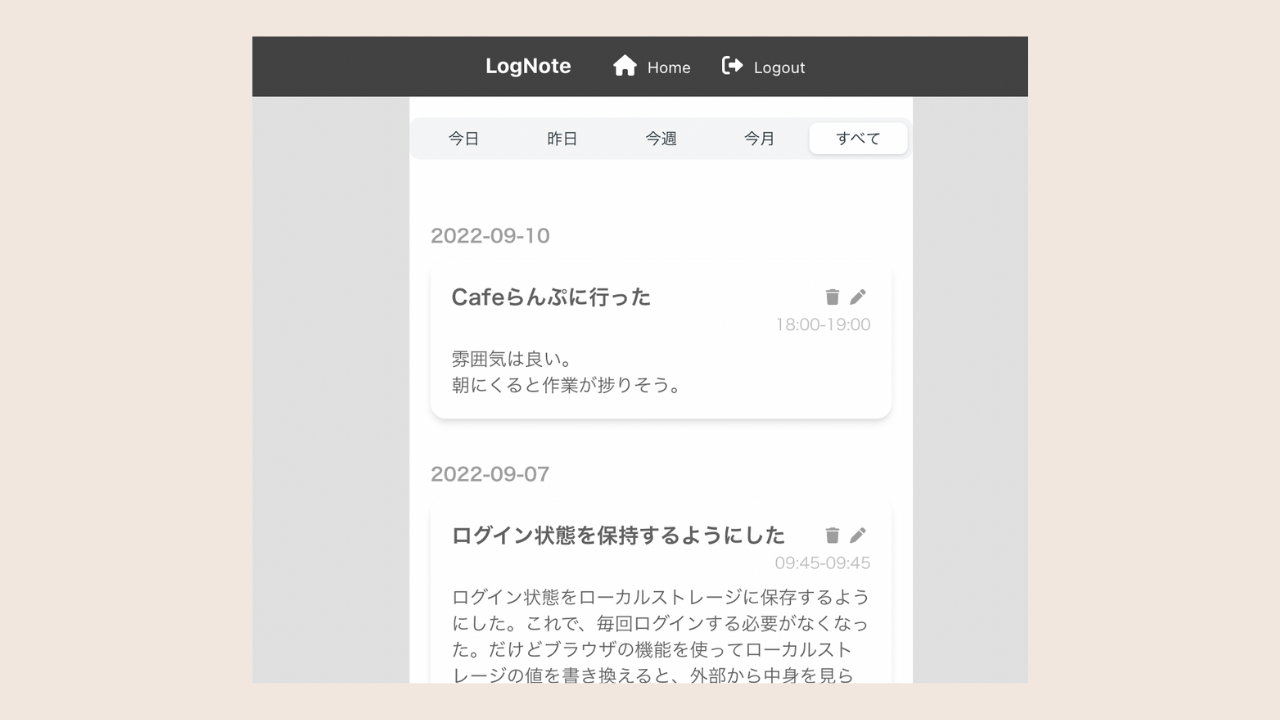 LogNote Home Logout
今日 昨日 今週 今月 すべて
2022-09-10
Cafeらんぷに行った
18:00-19:00
雰囲気は良い。
朝にくると作業が捗りそう。
2022-09-07
ログイン状態を保持するようにした
09:45-09:45
ログイン状態をローカルストレージに保存するよう
にした。これで、毎回ログインする必要がなくなっ
た。だけどブラウザの機能を使ってローカルスト
レージの値を書き換えると、外部から中身を見ら